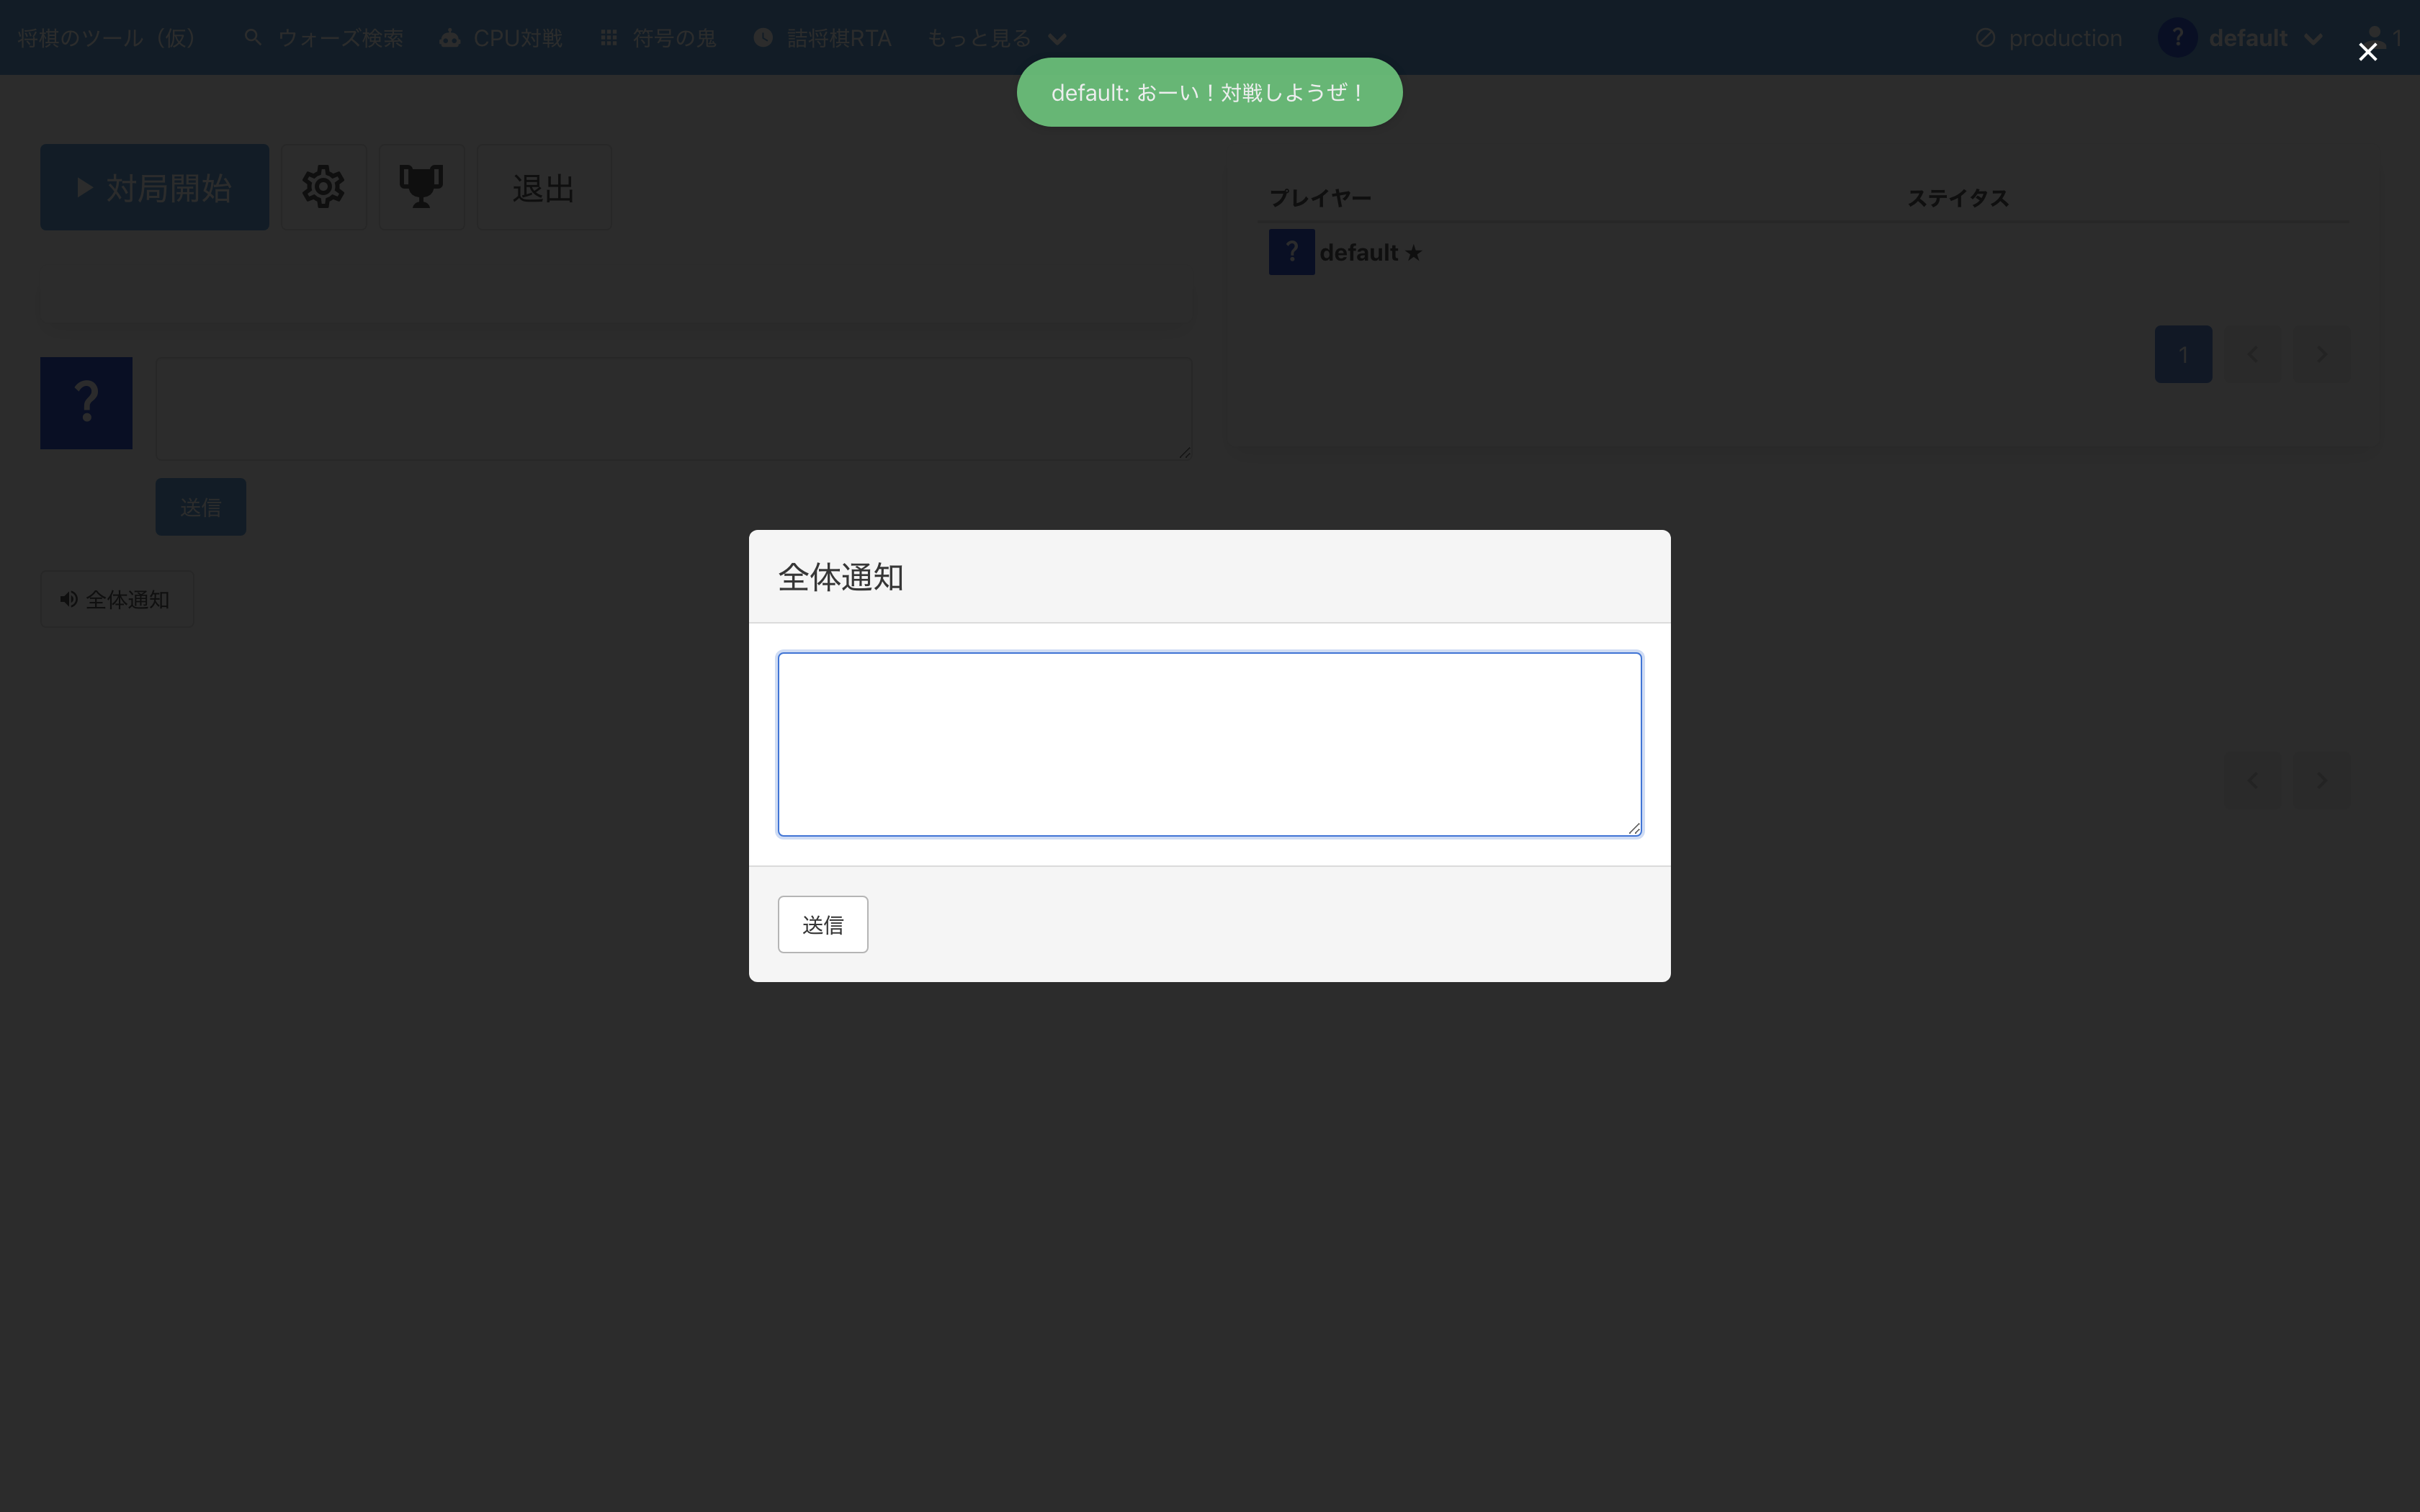 将棋のツール（仮） ウォーズ検索 CPU対戦 符号の鬼 詰将棋RTA もっと見る production ? default 1
default: おーい！対戦しようぜ！
対局開始 退出
プレイヤー ステイタス
? default ★
1
?
送信
全体通知
全体通知
送信